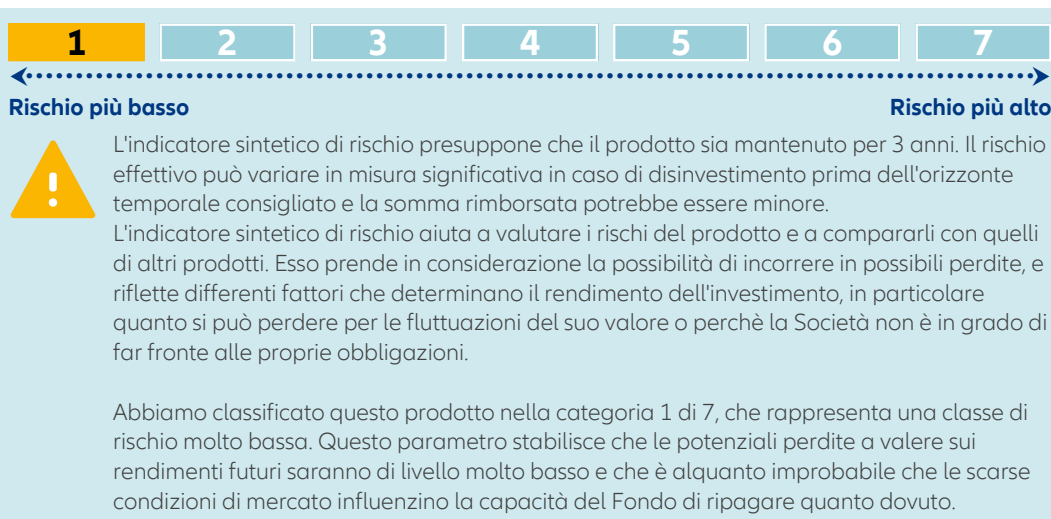 1 2 3 4 5 6 7
Rischio più basso Rischio più alto
L'indicatore sintetico di rischio presuppone che il prodotto sia mantenuto per 3 anni. Il rischio
effettivo può variare in misura significativa in caso di disinvestimento prima dell'orizzonte
temporale consigliato e la somma rimborsata potrebbe essere minore.
L'indicatore sintetico di rischio aiuta a valutare i rischi del prodotto e a compararli con quelli
di altri prodotti. Esso prende in considerazione la possibilità di incorrere in possibili perdite, e
riflette differenti fattori che determinano il rendimento dell'investimento, in particolare
quanto si può perdere per le fluttuazioni del suo valore o perchè la Società non è in grado di
far fronte alle proprie obbligazioni.
Abbiamo classificato questo prodotto nella categoria 1 di 7, che rappresenta una classe di
rischio molto bassa. Questo parametro stabilisce che le potenziali perdite a valere sui
rendimenti futuri saranno di livello molto basso e che è alquanto improbabile che le scarse
condizioni di mercato influenzino la capacità del Fondo di ripagare quanto dovuto.